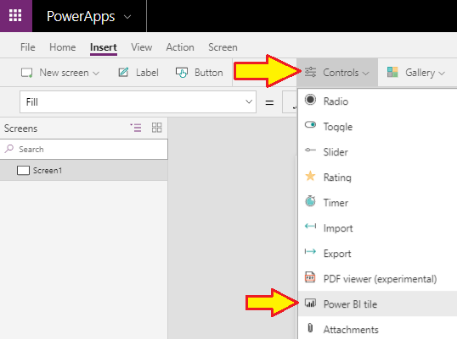 PowerApps
File Home Insert View Action Screen
New screen Label Button Controls Gallery
Fill =
Screens
Search
Screen1
Radio
Toggle
Slider
Rating
Timer
Import
Export
PDF viewer (experimental)
Power BI tile
Attachments